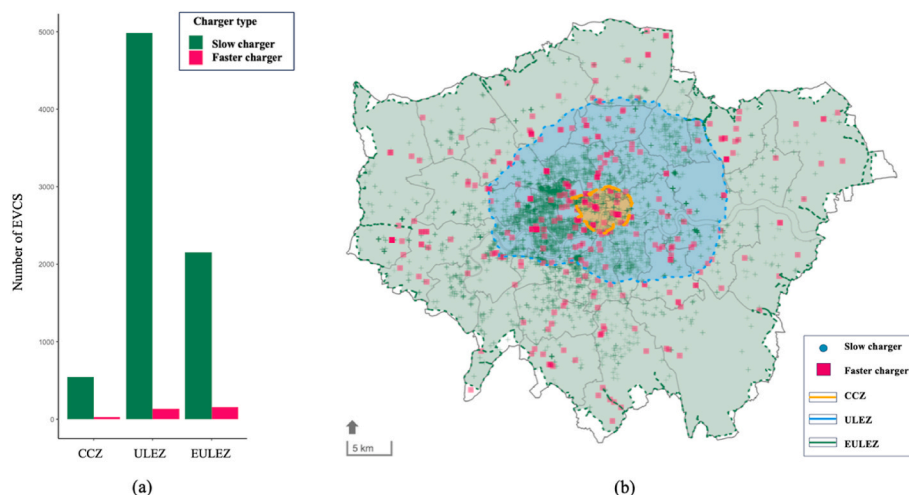 Charger type
Slow charger
Faster charger
Number of EVCS
5000
4000
3000
2000
1000
0
CCZ
ULEZ
EULEZ
(a)
5 km
Slow charger
Faster charger
CCZ
ULEZ
EULEZ
(b)